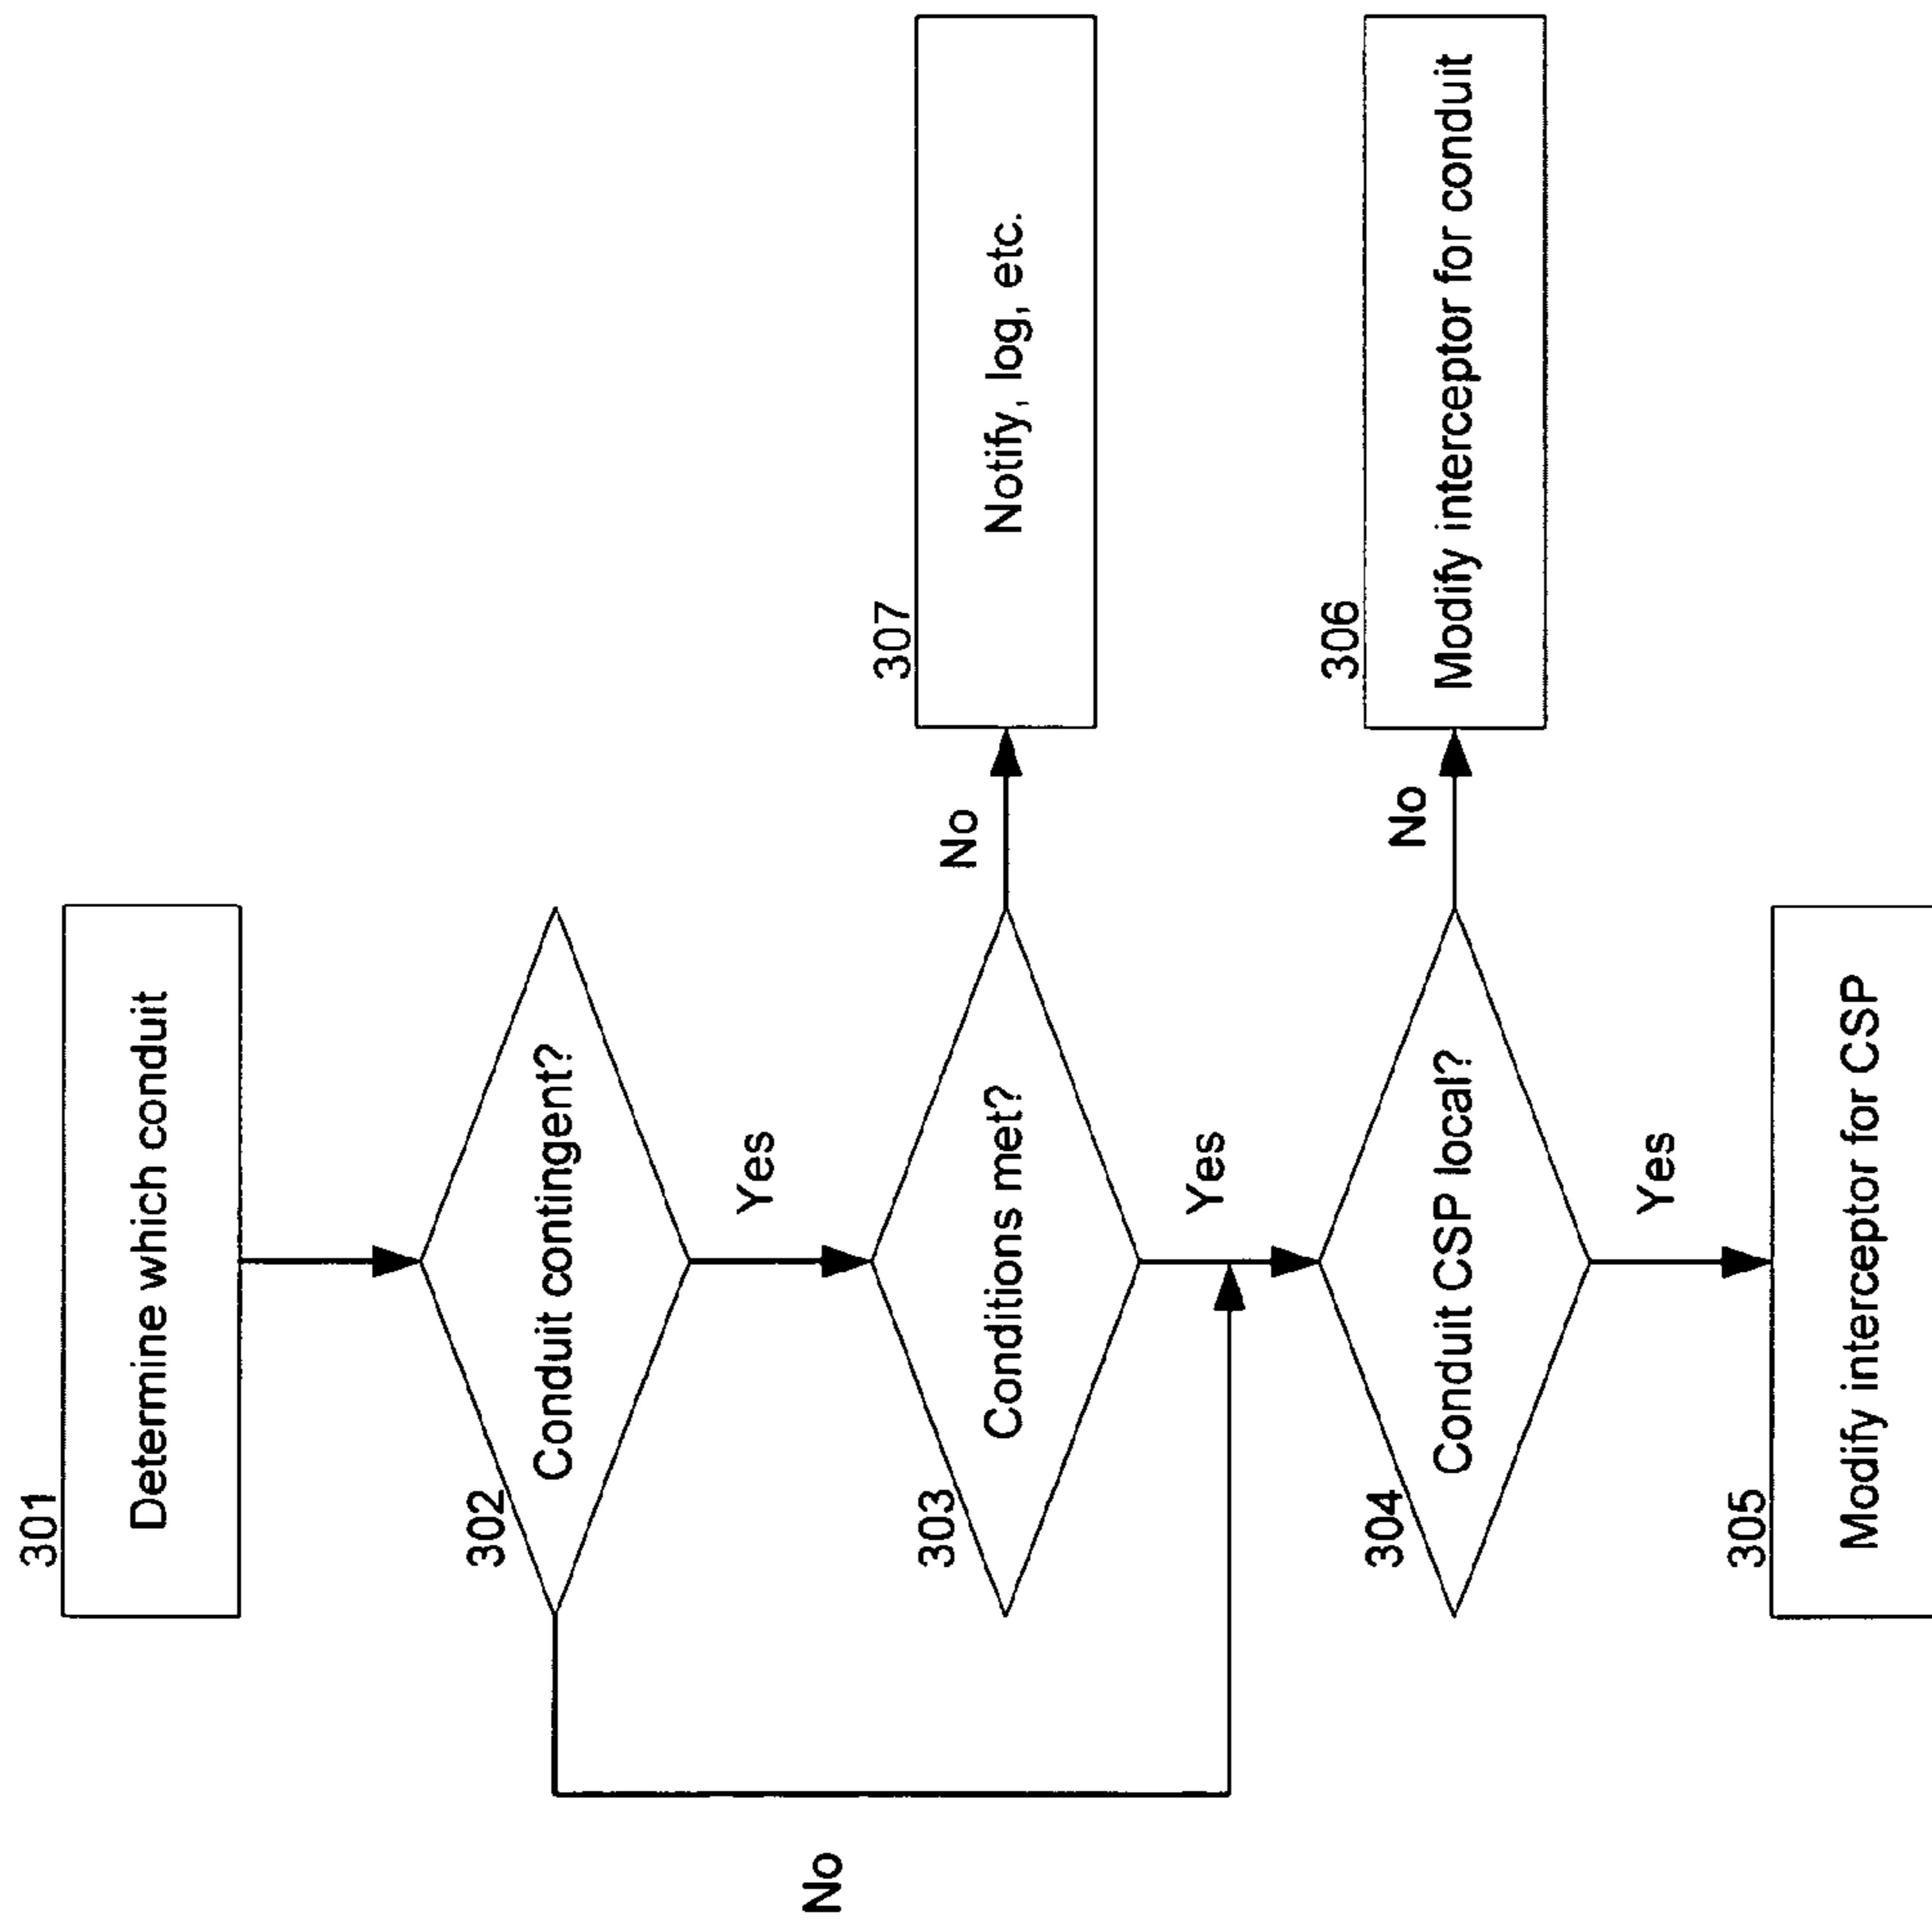 301
Determine which conduit
302
Conduit contingent?
No
Yes
303
Conditions met?
No
307
Notify, log, etc.
Yes
304
Conduit CSP local?
No
306
Modify interceptor for conduit
Yes
305
Modify interceptor for CSP